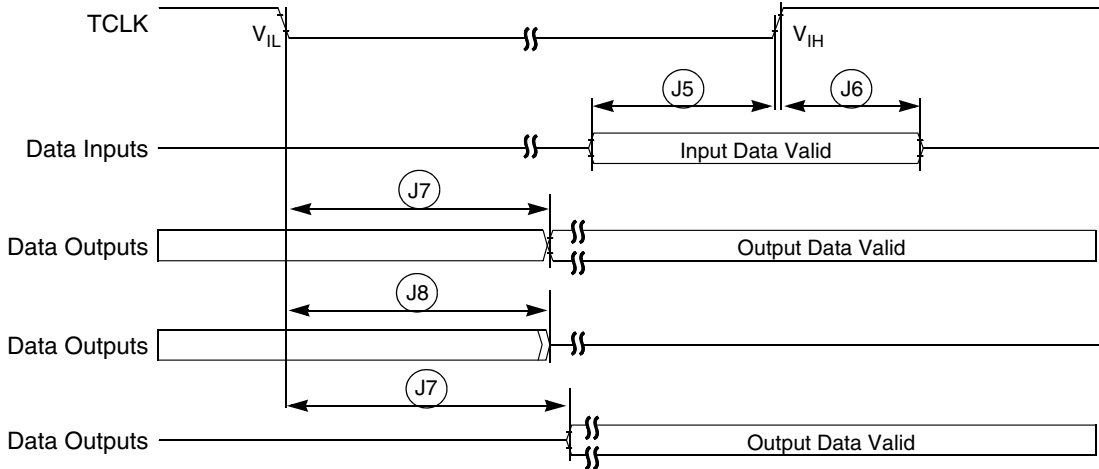 TCLK
VIL
VIH
J5
J6
Data Inputs
Input Data Valid
J7
Data Outputs
Output Data Valid
J8
Data Outputs
J7
Data Outputs
Output Data Valid